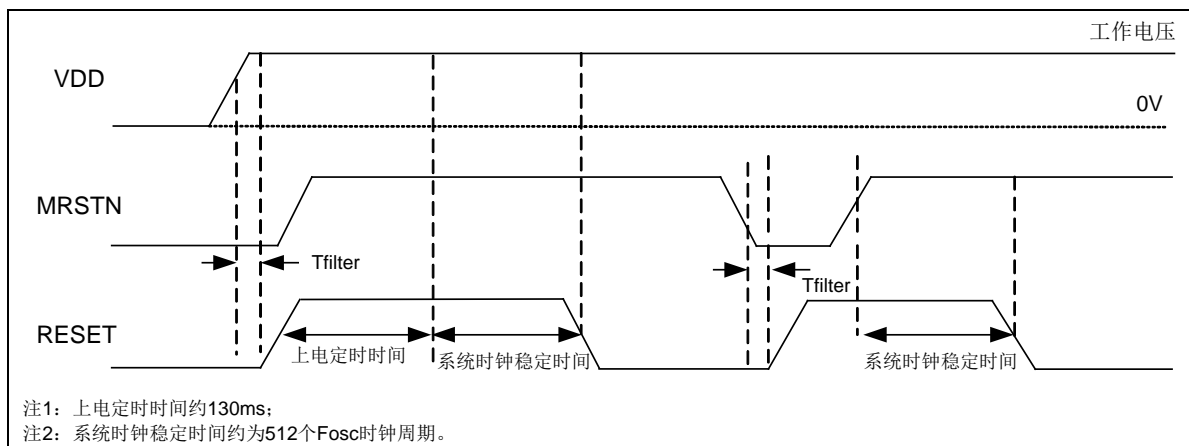 工作电压
VDD
0V
MRSTN
Tfilter
Tfilter
RESET
上电定时时间
系统时钟稳定时间
系统时钟稳定时间
注1：上电定时时间约130ms；
注2：系统时钟稳定时间约为512个Fosc时钟周期。